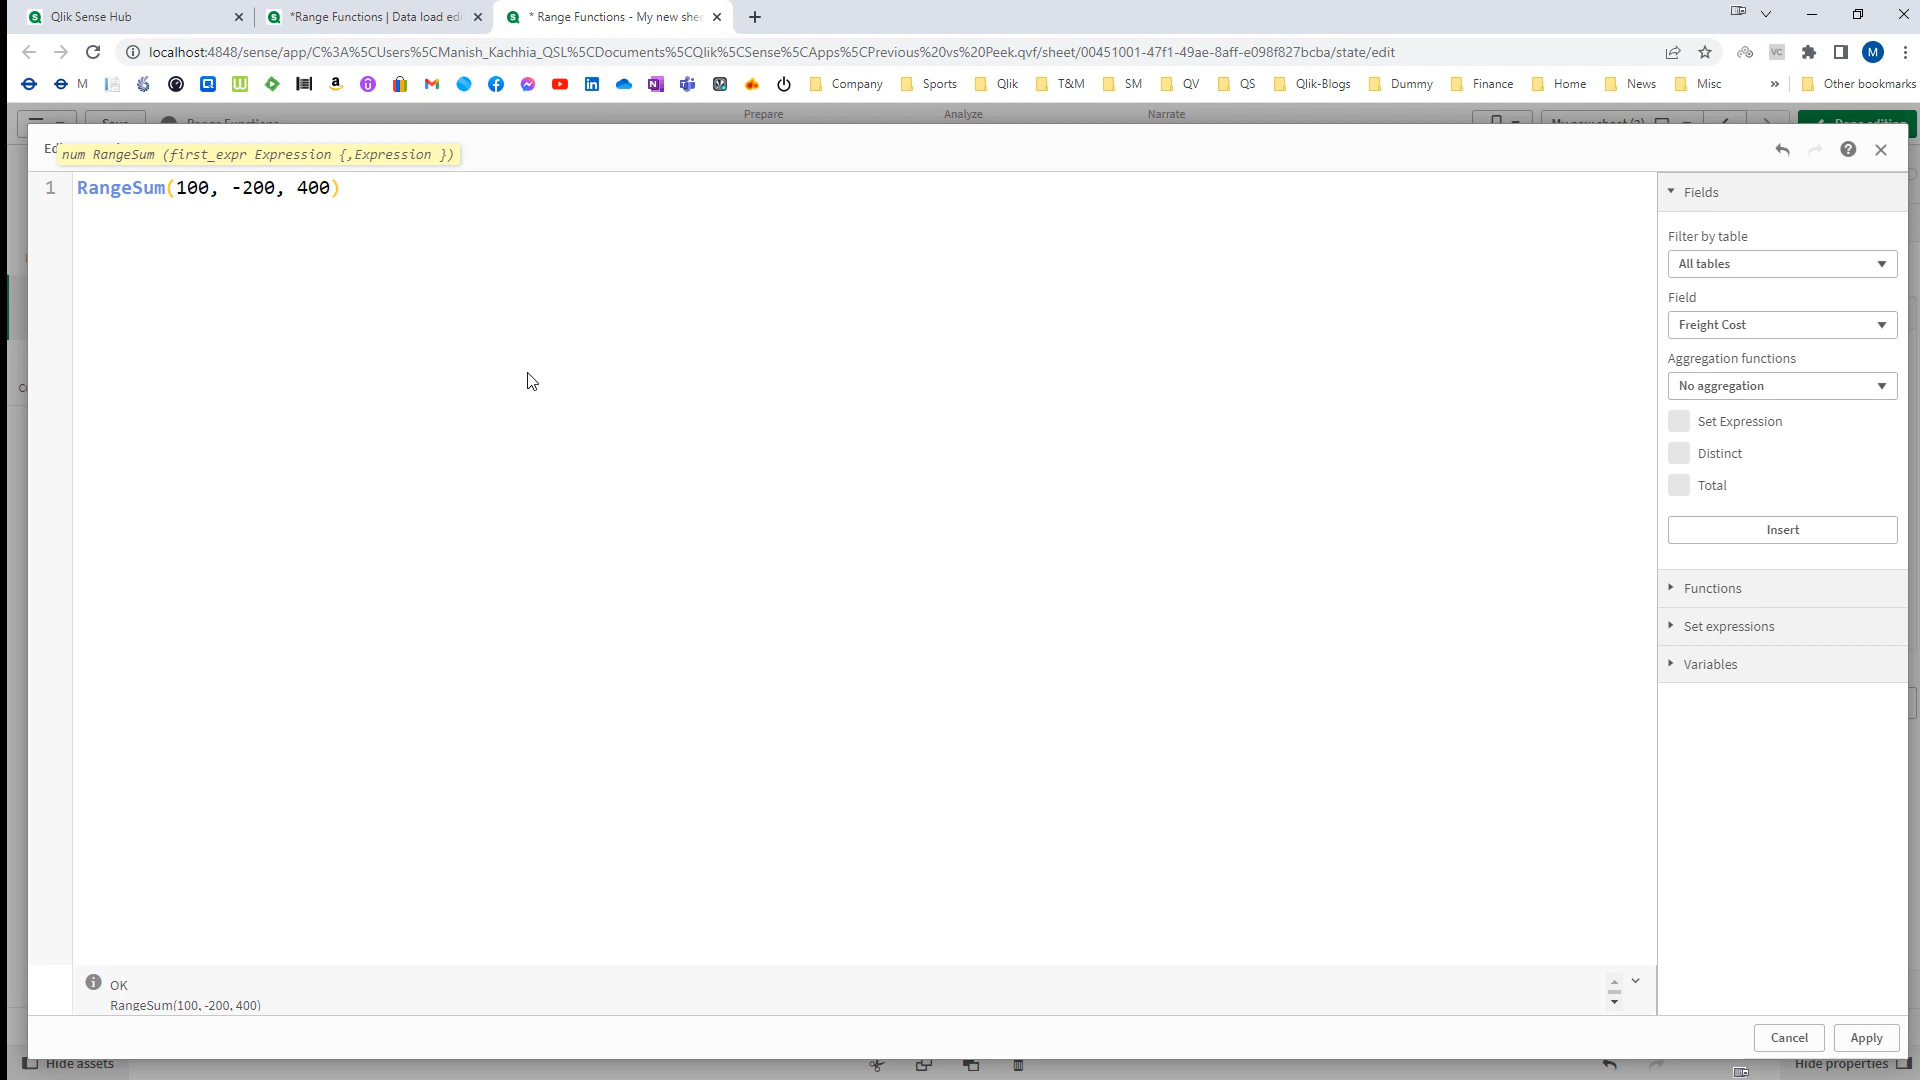 Qlik Sense Hub
*Range Functions | Data load edi
* Range Functions - My new shee
localhost:4848/sense/app/C%3A%5CUsers%5CManish_Kachhia_QSL%5CDocuments%5CQlik%5CSense%5CApps%5CPrevious%20vs%20Peek.qvf/sheet/00451001-47f1-49ae-8aff-e098f827bcba/state/edit
VC
M
M
Company
Sports
Qlik
T&M
SM
QV
QS
Qlik-Blogs
Dummy
Finance
Home
News
Misc
»
Other bookmarks
Prepare
Analyze
Narrate
num RangeSum (first_expr Expression {,Expression })
1 RangeSum(100, -200, 400)
Fields
Filter by table
All tables
Field
Freight Cost
Aggregation functions
No aggregation
Set Expression
Distinct
Total
Insert
Functions
Set expressions
Variables
OK
RangeSum(100, -200, 400)
Cancel
Apply
Hide assets
Hide properties